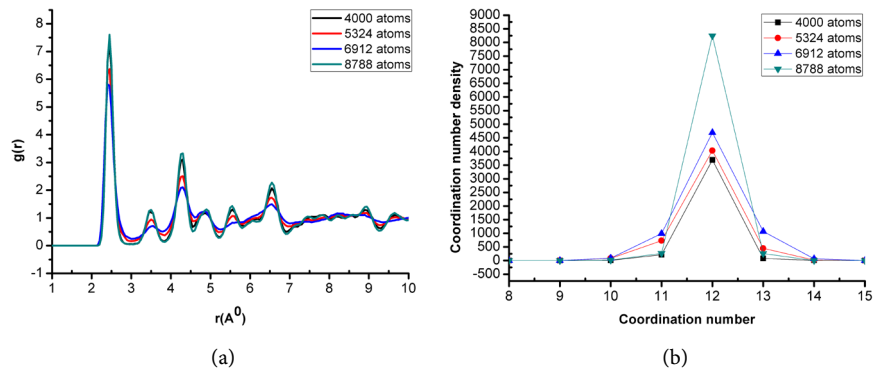 4000 atoms
5324 atoms
6912 atoms
8788 atoms
8
7
6
5
4
3
2
1
0
-1
g(r)
1 2 3 4 5 6 7 8 9 10
r(A⁰)
(a)
4000 atoms
5324 atoms
6912 atoms
8788 atoms
9000
8500
8000
7500
7000
6500
6000
5500
5000
4500
4000
3500
3000
2500
2000
1500
1000
500
0
-500
Coordination number density
8 9 10 11 12 13 14 15
Coordination number
(b)